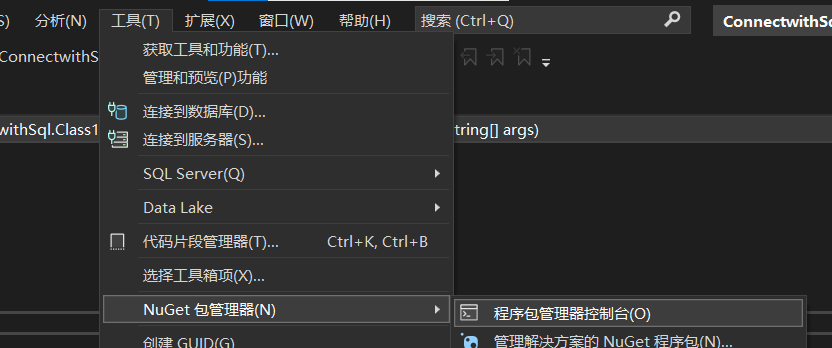 S) 分析(N) 工具(T) 扩展(X) 窗口(W) 帮助(H) 搜索 (Ctrl+Q) ConnectwithSc
获取工具和功能(T)...
ConnectwithS
管理和预览(P)功能
连接到数据库(D)...
withSql.Class1 tring[] args)
连接到服务器(S)...
SQL Server(Q)
Data Lake
代码片段管理器(T)... Ctrl+K, Ctrl+B
选择工具箱项(X)...
NuGet 包管理器(N) 程序包管理器控制台(O)
创建 GUID(G) 管理解决方案的 NuGet 程序包(N)...